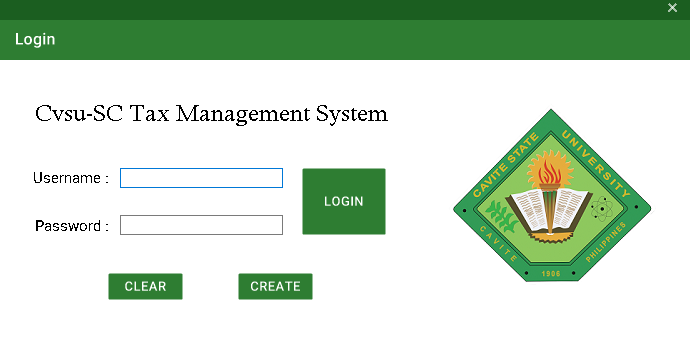 Login
Cvsu-SC Tax Management System
Username :
LOGIN
Password :
CLEAR
CREATE
CAVITE STATE UNIVERSITY
CAVITE
1906
PHILIPPINES